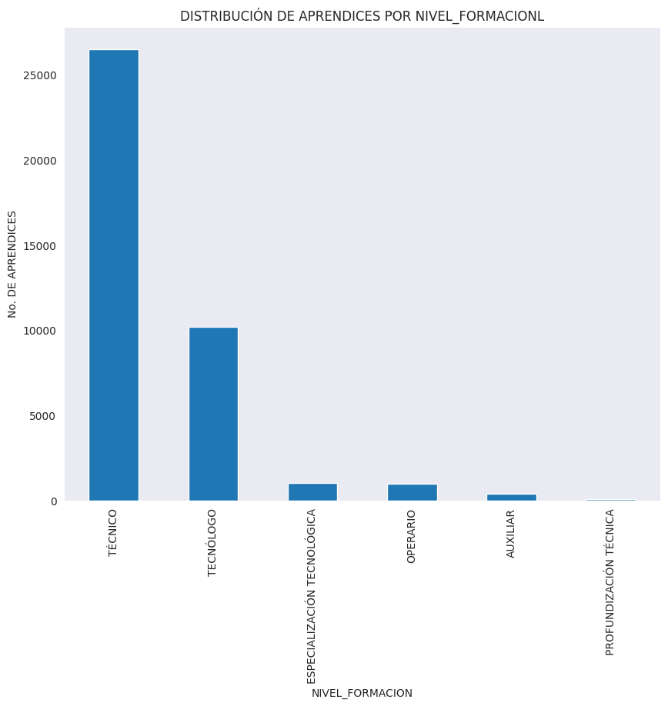 DISTRIBUCIÓN DE APRENDICES POR NIVEL_FORMACIONL
No. DE APRENDICES
25000
20000
15000
10000
5000
0
TÉCNICO
TECNÓLOGO
ESPECIALIZACIÓN TECNOLÓGICA
OPERARIO
AUXILIAR
PROFUNDIZACIÓN TÉCNICA
NIVEL_FORMACION